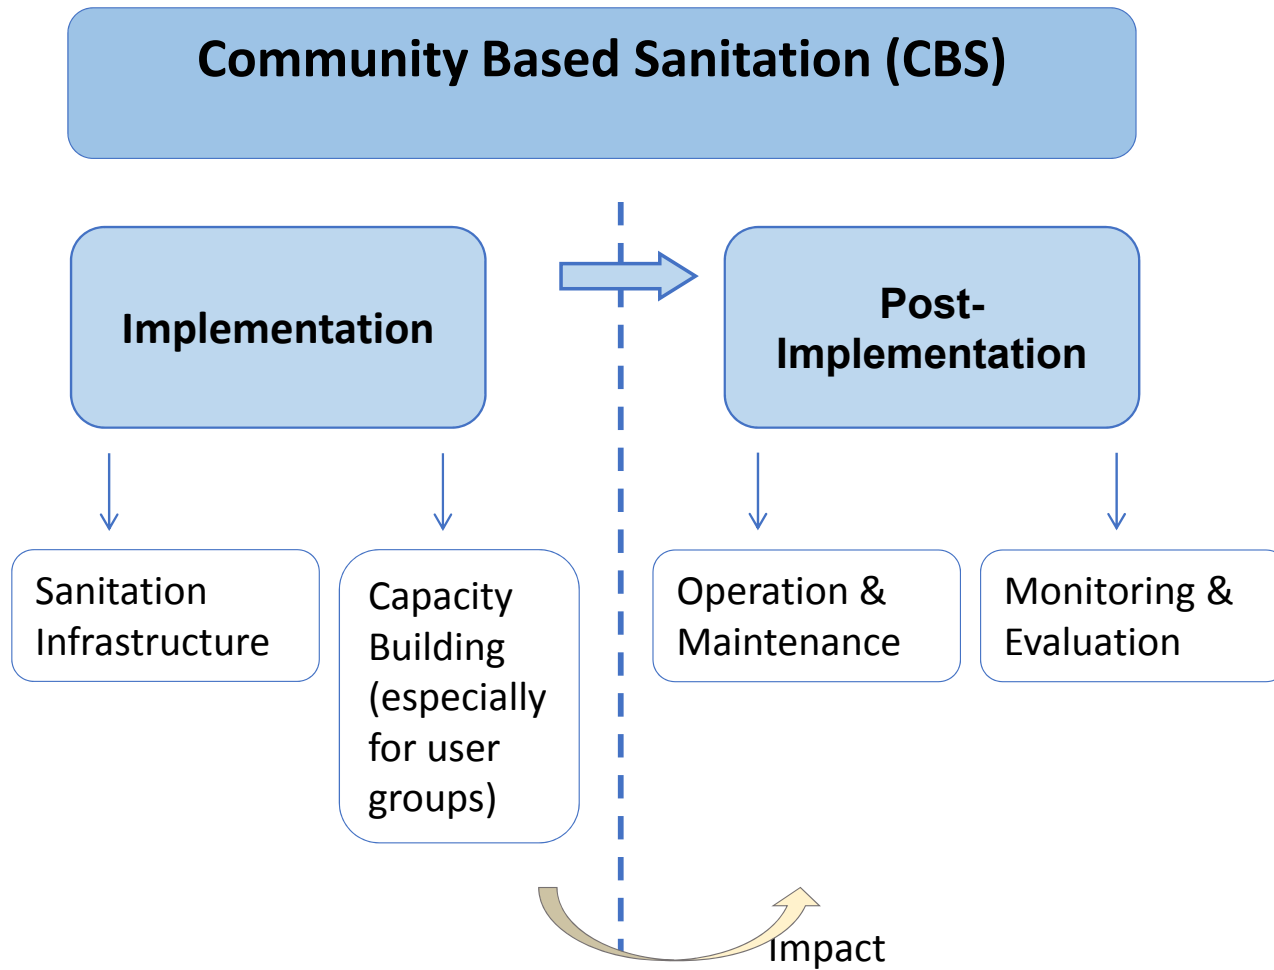 Community Based Sanitation (CBS)
Implementation
Post-
Implementation
Sanitation
Infrastructure
Capacity
Building
(especially
for user
groups)
Operation &
Maintenance
Monitoring &
Evaluation
Impact